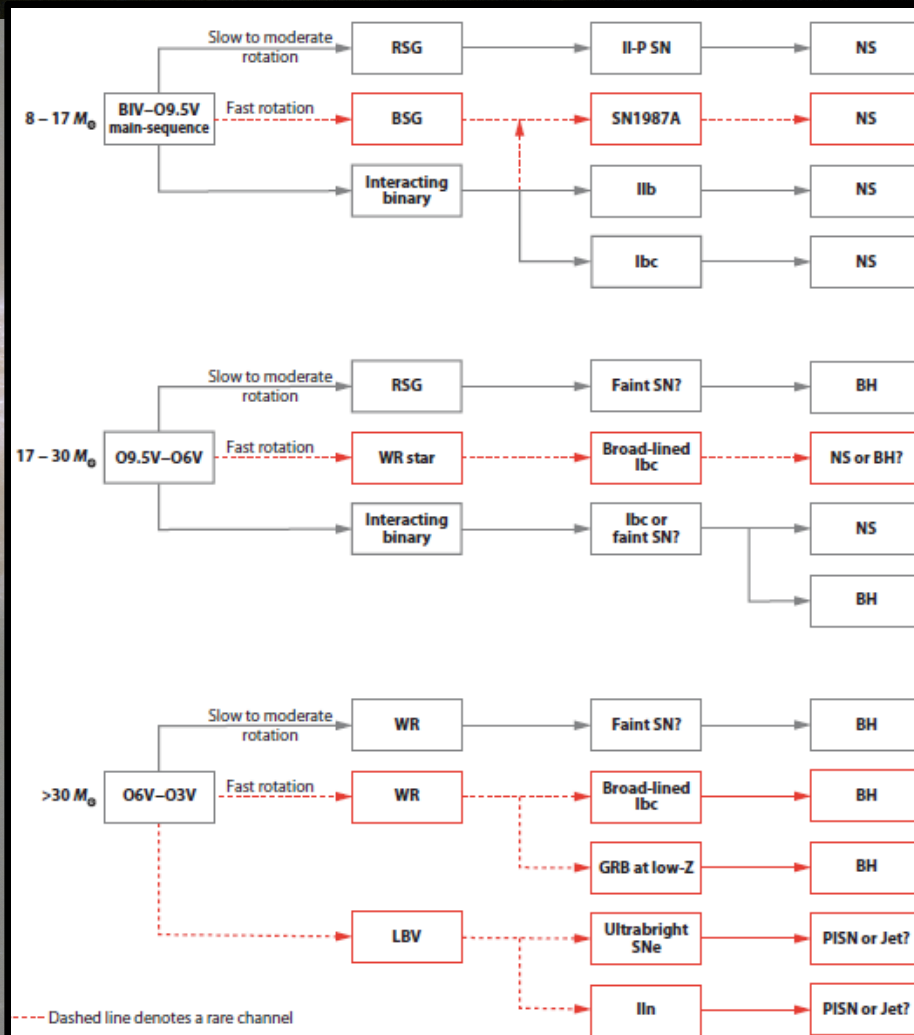 Slow to moderate
rotation
RSG
II-P SN
NS
8 – 17 M⊙
BIV–O9.5V
main-sequence
Fast rotation
BSG
SN1987A
NS
Interacting
binary
IIb
NS
Ibc
NS
Slow to moderate
rotation
RSG
Faint SN?
BH
17 – 30 M⊙
O9.5V–O6V
Fast rotation
WR star
Broad-lined
Ibc
NS or BH?
Interacting
binary
Ibc or
faint SN?
NS
BH
Slow to moderate
rotation
WR
Faint SN?
BH
>30 M⊙
O6V–O3V
Fast rotation
WR
Broad-lined
Ibc
BH
GRB at low-Z
BH
LBV
Ultrabright
SNe
PISN or Jet?
IIn
PISN or Jet?
Dashed line denotes a rare channel